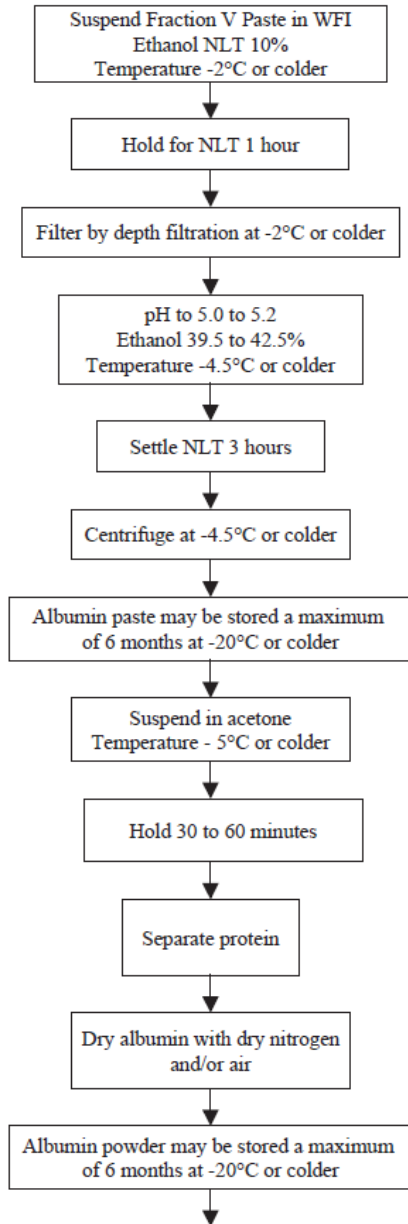 Suspend Fraction V Paste in WFI
Ethanol NLT 10%
Temperature -2°C or colder
Hold for NLT 1 hour
Filter by depth filtration at -2°C or colder
pH to 5.0 to 5.2
Ethanol 39.5 to 42.5%
Temperature -4.5°C or colder
Settle NLT 3 hours
Centrifuge at -4.5°C or colder
Albumin paste may be stored a maximum
of 6 months at -20°C or colder
Suspend in acetone
Temperature - 5°C or colder
Hold 30 to 60 minutes
Separate protein
Dry albumin with dry nitrogen
and/or air
Albumin powder may be stored a maximum
of 6 months at -20°C or colder